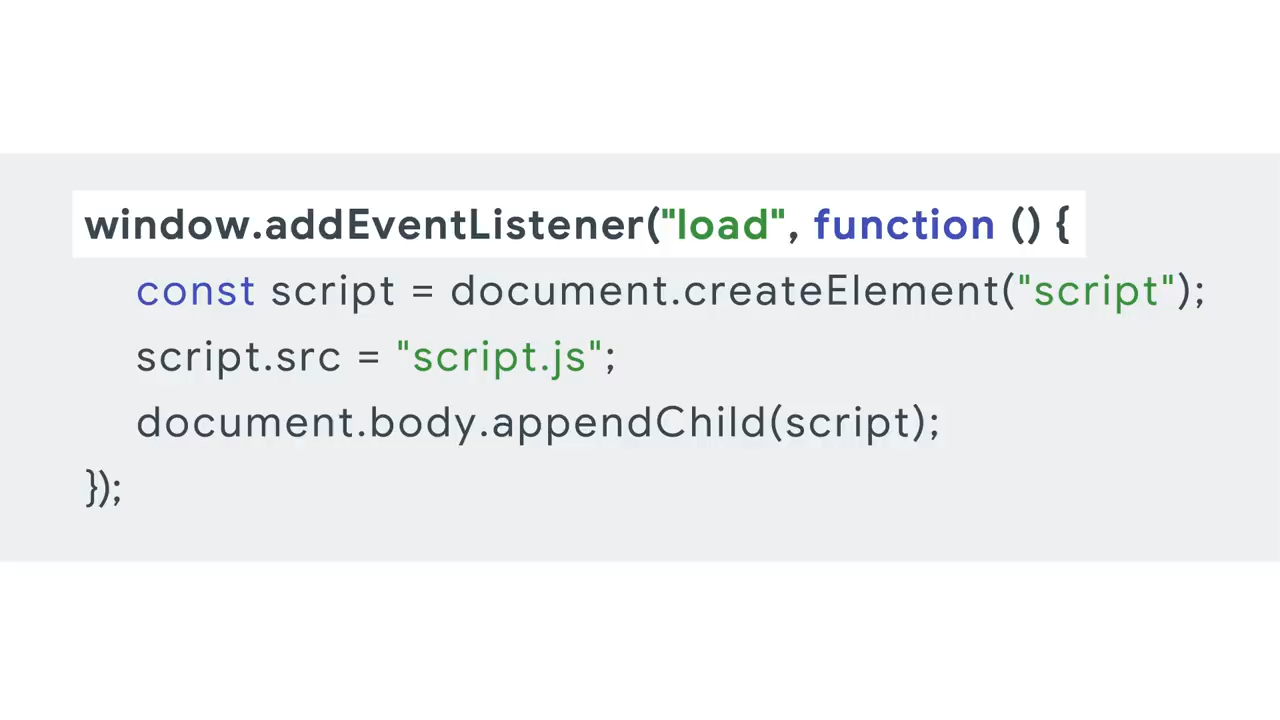 window.addEventListener("load", function () {
const script = document.createElement("script");
script.src = "script.js";
document.body.appendChild(script);
});